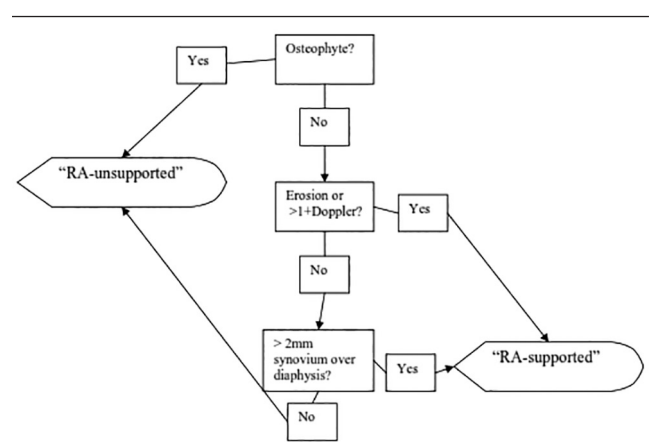 Osteophyte?
Yes
No
“RA-unsupported”
Erosion or
>1+Doppler?
Yes
No
> 2mm
synovium over
diaphysis?
Yes
“RA-supported”
No